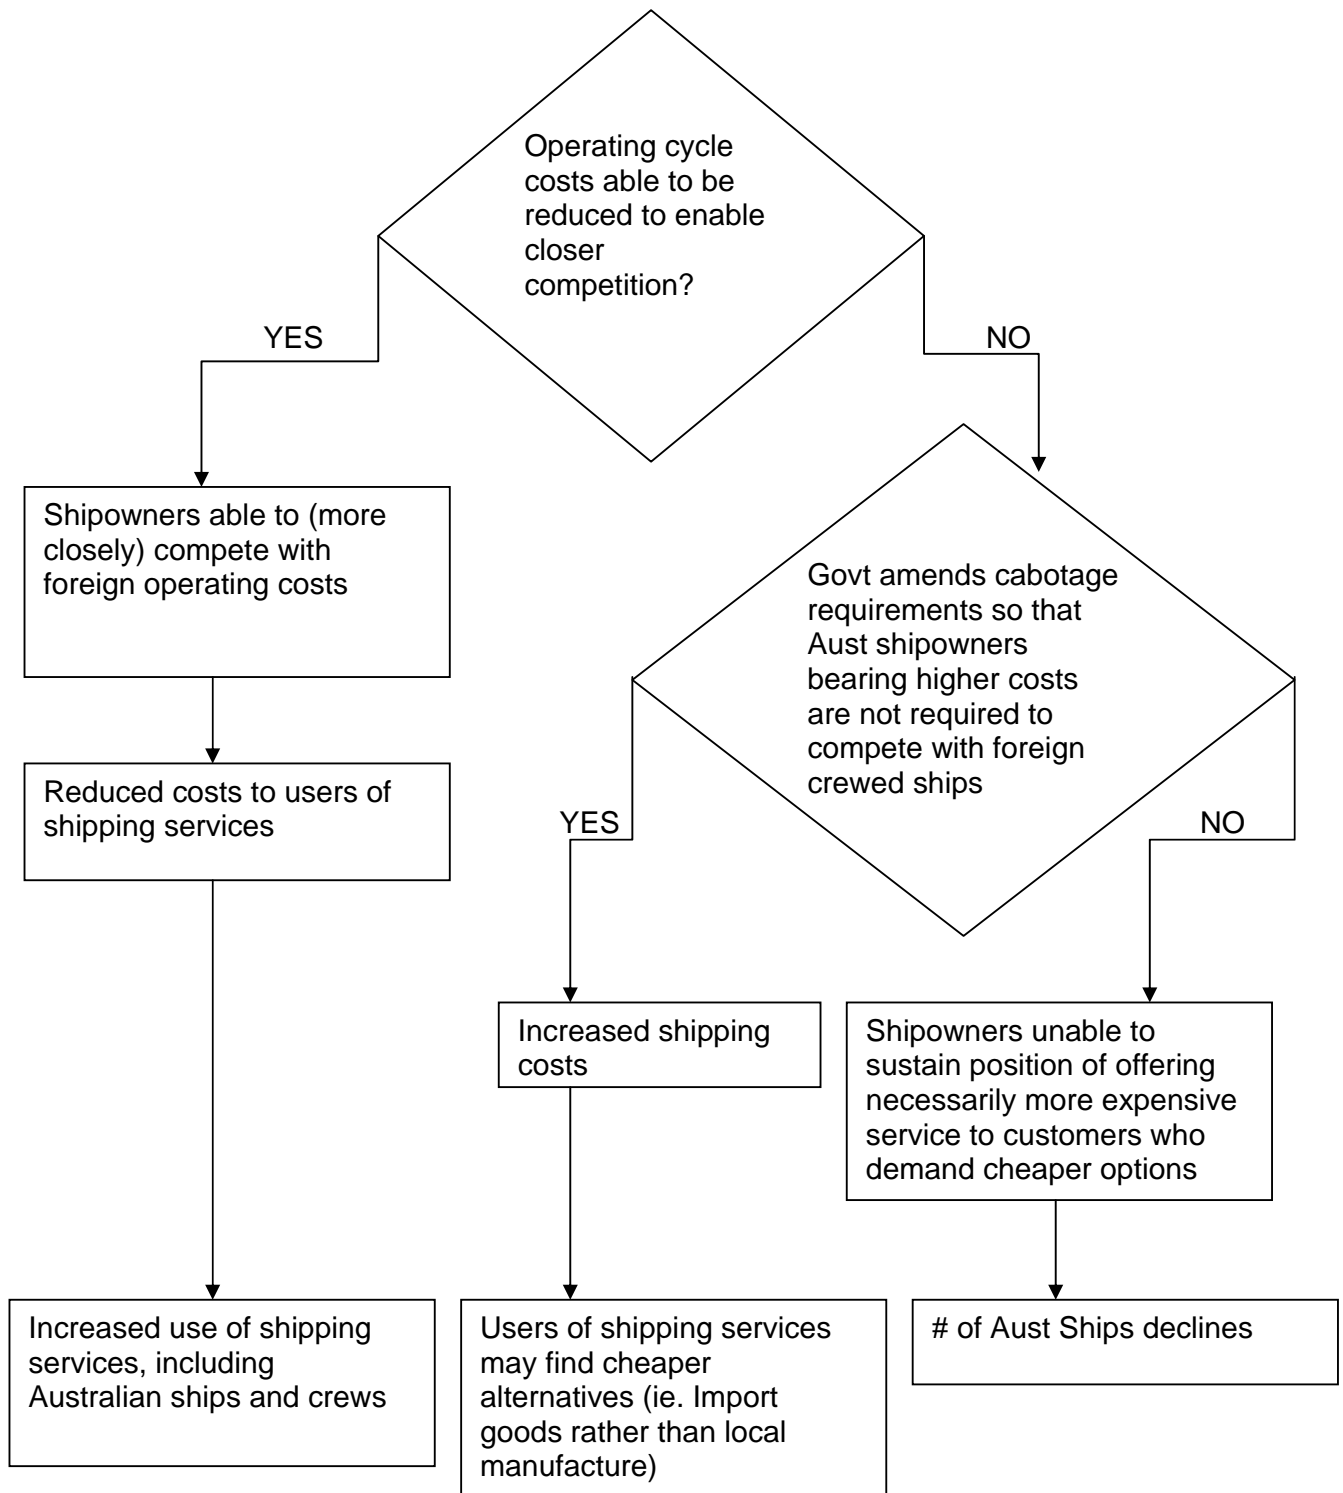 Operating cycle
costs able to be
reduced to enable
closer
competition?
YES
NO
Shipowners able to (more
closely) compete with
foreign operating costs
Govt amends cabotage
requirements so that
Aust shipowners
bearing higher costs
are not required to
compete with foreign
crewed ships
Reduced costs to users of
shipping services
YES
NO
Increased shipping
costs
Shipowners unable to
sustain position of offering
necessarily more expensive
service to customers who
demand cheaper options
Increased use of shipping
services, including
Australian ships and crews
Users of shipping services
may find cheaper
alternatives (ie. Import
goods rather than local
manufacture)
# of Aust Ships declines